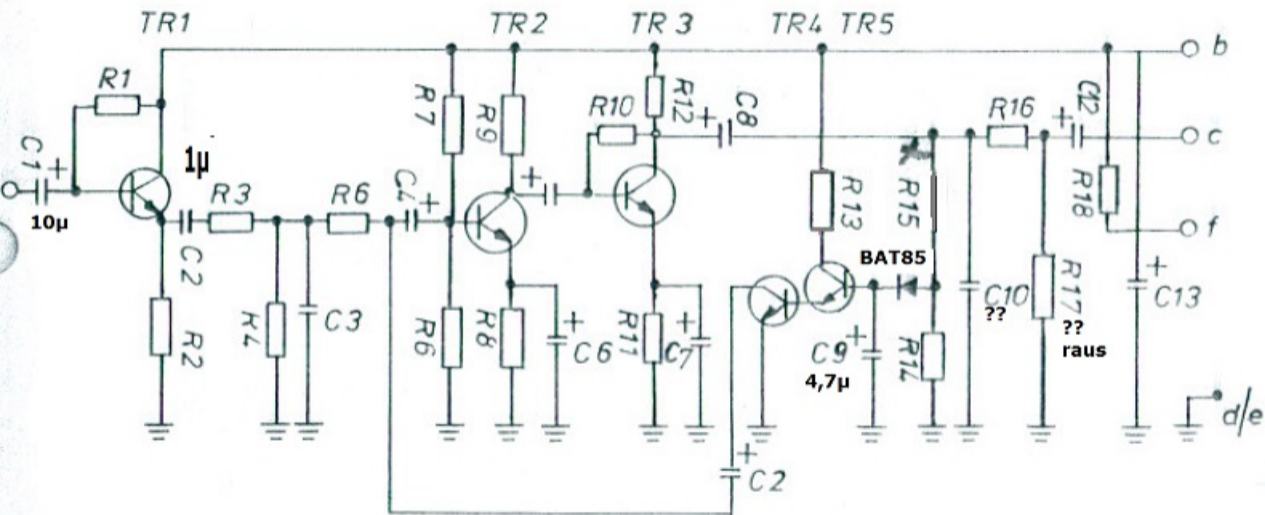 TR1 TR2 TR3 TR4 TR5
b
R1
R7
R9
R10
R12
C8
R16
C12
c
C1
1µ
R3
R6
C4
R13
R15
R18
f
10µ
BAT85
C2
R2
R4
C3
R6
R8
C6
R11
C7
C9
4,7µ
R14
C10
??
R17
??
raus
C13
d/e
C2
+
+
+
+
+
+
+
+
+
+